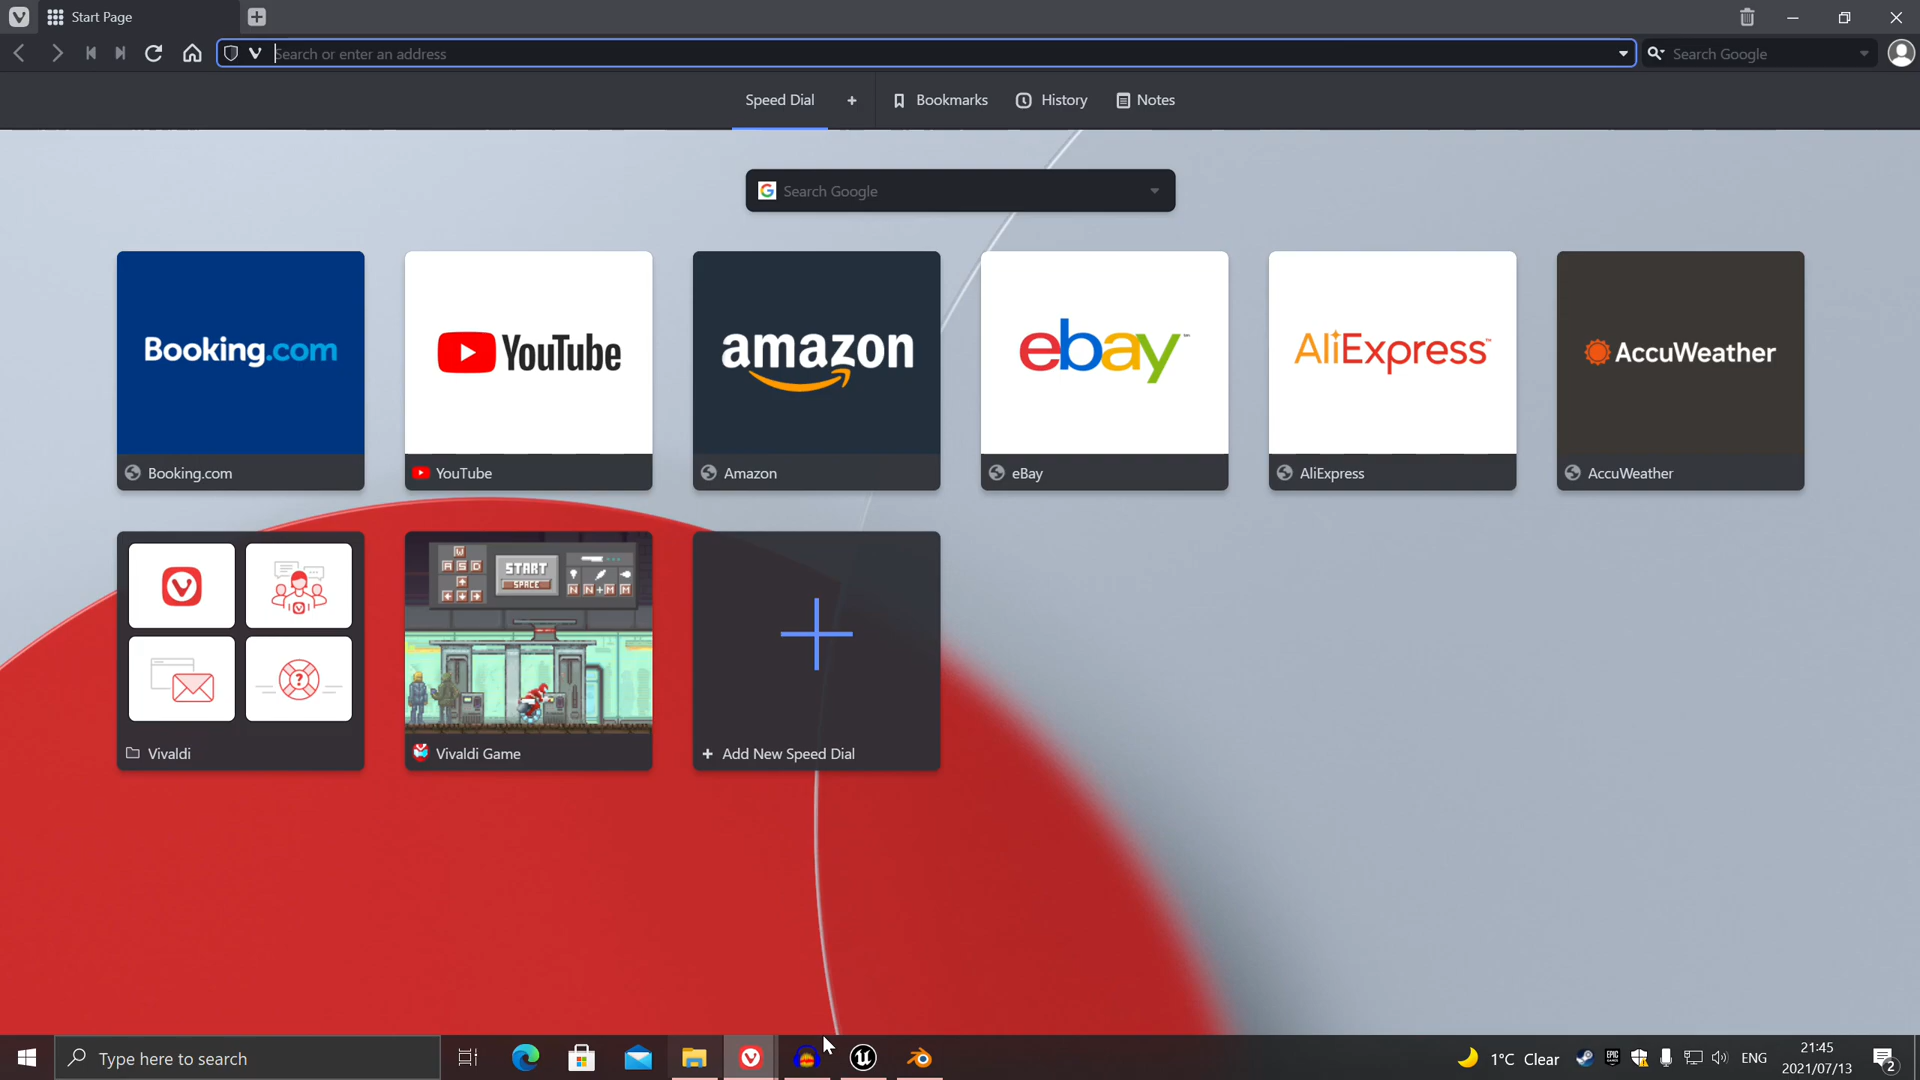 Start Page
Search or enter an address
Search Google
Speed Dial
Bookmarks
History
Notes
Search Google
Booking.com
YouTube
amazon
ebay
AliExpress
AccuWeather
Booking.com
YouTube
Amazon
eBay
AliExpress
AccuWeather
W
A S D
START
SPACE
N N+M M
Vivaldi
Vivaldi Game
Add New Speed Dial
Type here to search
1°C Clear
ENG
21:45
2021/07/13
2